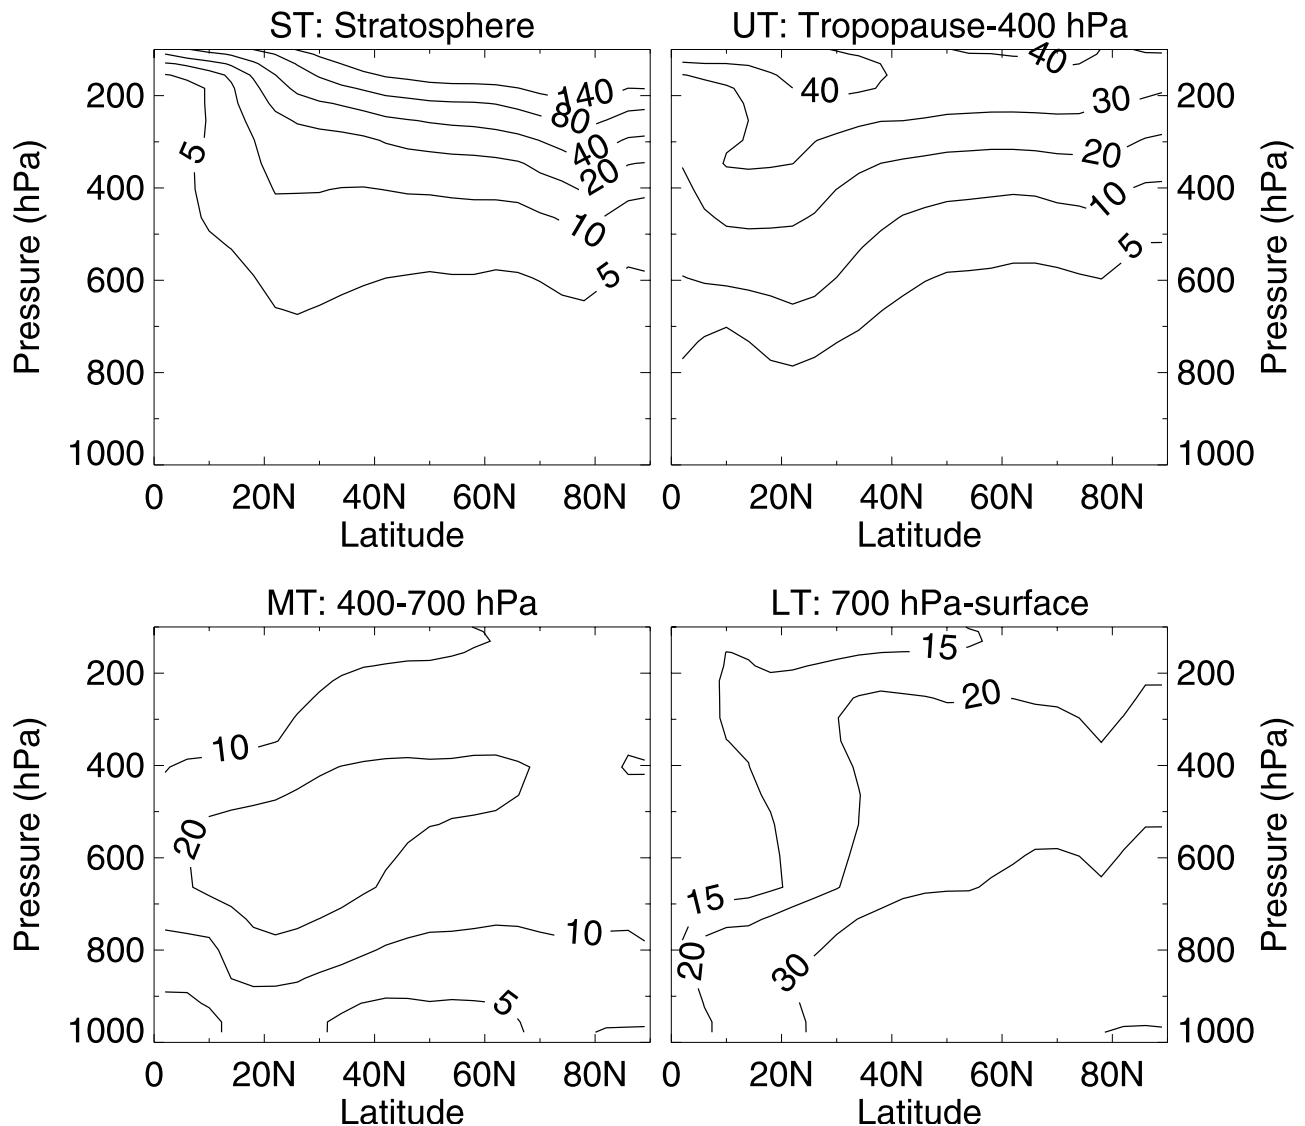 ST: Stratosphere
UT: Tropopause-400 hPa
Pressure (hPa)
200
400
600
800
1000
140
80
40
20
10
5
5
0 20N 40N 60N 80N
Latitude
40
40
30
20
10
5
200
400
600
800
1000
Pressure (hPa)
0 20N 40N 60N 80N
Latitude
MT: 400-700 hPa
LT: 700 hPa-surface
Pressure (hPa)
200
400
600
800
1000
10
20
10
5
0 20N 40N 60N 80N
Latitude
15
20
15
20
30
200
400
600
800
1000
Pressure (hPa)
0 20N 40N 60N 80N
Latitude